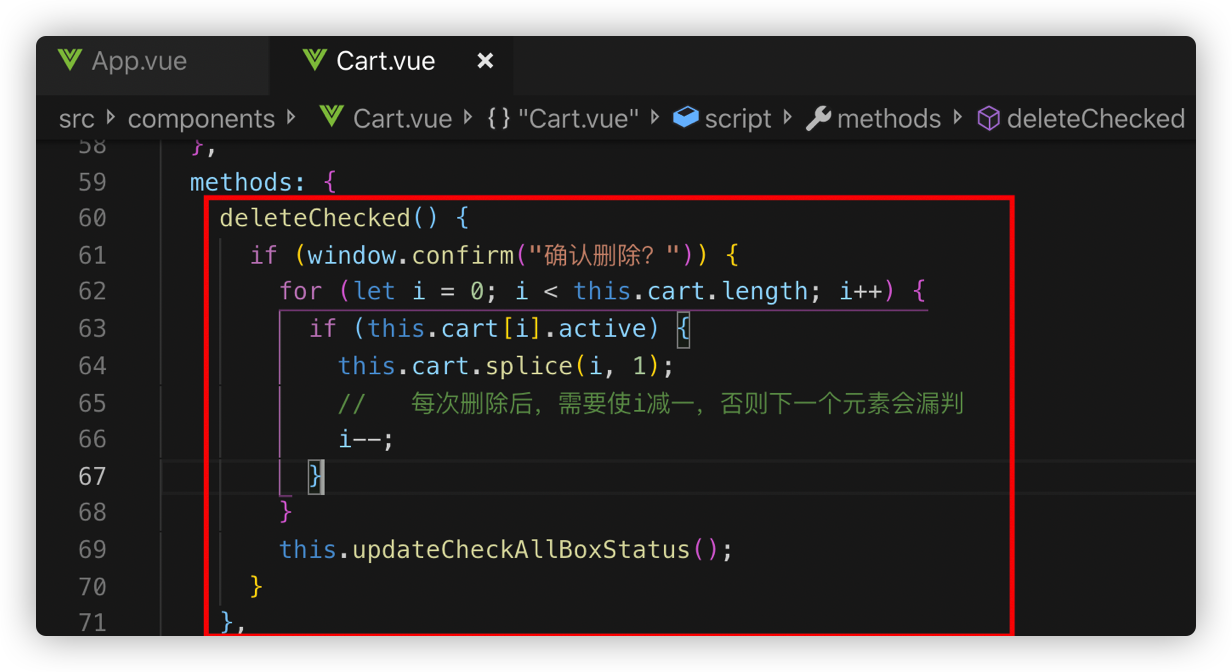 App.vue Cart.vue ×
src components Cart.vue {} "Cart.vue" script methods deleteChecked
58 },
59 methods: {
60 deleteChecked() {
61 if (window.confirm("确认删除？")) {
62 for (let i = 0; i < this.cart.length; i++) {
63 if (this.cart[i].active) {
64 this.cart.splice(i, 1);
65 // 每次删除后，需要使i减一，否则下一个元素会漏判
66 i--;
67 }
68 }
69 this.updateCheckAllBoxStatus();
70 }
71 },